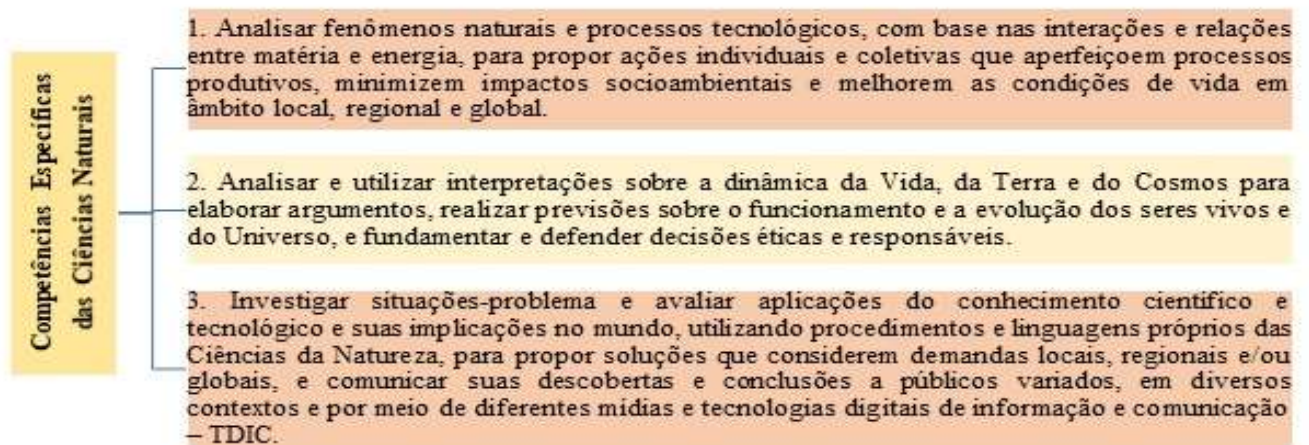 Competências Específicas
das Ciências Naturais
1. Analisar fenômenos naturais e processos tecnológicos, com base nas interações e relações
entre matéria e energia, para propor ações individuais e coletivas que aperfeiçoem processos
produtivos, minimizem impactos socioambientais e melhorem as condições de vida em
âmbito local, regional e global.
2. Analisar e utilizar interpretações sobre a dinâmica da Vida, da Terra e do Cosmos para
elaborar argumentos, realizar previsões sobre o funcionamento e a evolução dos seres vivos e
do Universo, e fundamentar e defender decisões éticas e responsáveis.
3. Investigar situações-problema e avaliar aplicações do conhecimento científico e
tecnológico e suas implicações no mundo, utilizando procedimentos e linguagens próprios das
Ciências da Natureza, para propor soluções que considerem demandas locais, regionais e/ou
globais, e comunicar suas descobertas e conclusões a públicos variados, em diversos
contextos e por meio de diferentes mídias e tecnologias digitais de informação e comunicação
– TDIC.